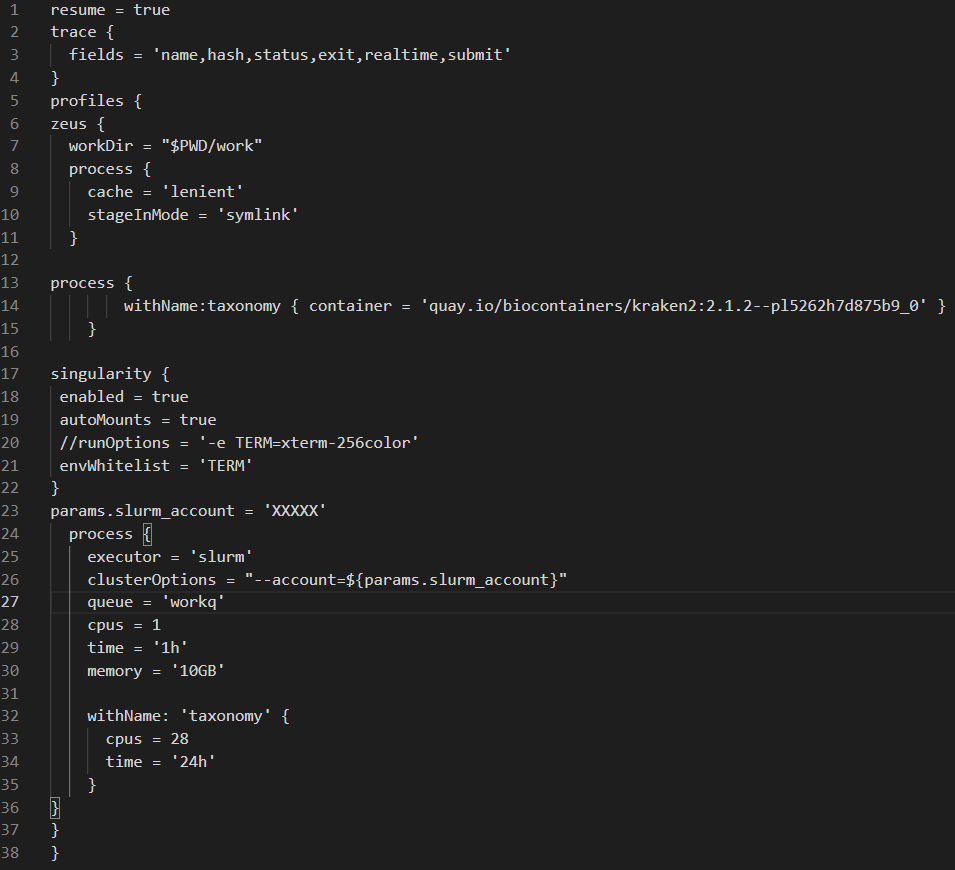 1 resume = true
2 trace {
3 fields = 'name,hash,status,exit,realtime,submit'
4 }
5 profiles {
6 zeus {
7 workDir = "$PWD/work"
8 process {
9 cache = 'lenient'
10 stageInMode = 'symlink'
11 }
12
13 process {
14 withName:taxonomy { container = 'quay.io/biocontainers/kraken2:2.1.2--pl5262h7d875b9_0' }
15 }
16
17 singularity {
18 enabled = true
19 autoMounts = true
20 //runOptions = '-e TERM=xterm-256color'
21 envWhitelist = 'TERM'
22 }
23 params.slurm_account = 'XXXXX'
24 process {
25 executor = 'slurm'
26 clusterOptions = "--account=${params.slurm_account}"
27 queue = 'workq'
28 cpus = 1
29 time = '1h'
30 memory = '10GB'
31
32 withName: 'taxonomy' {
33 cpus = 28
34 time = '24h'
35 }
36 }
37 }
38 }